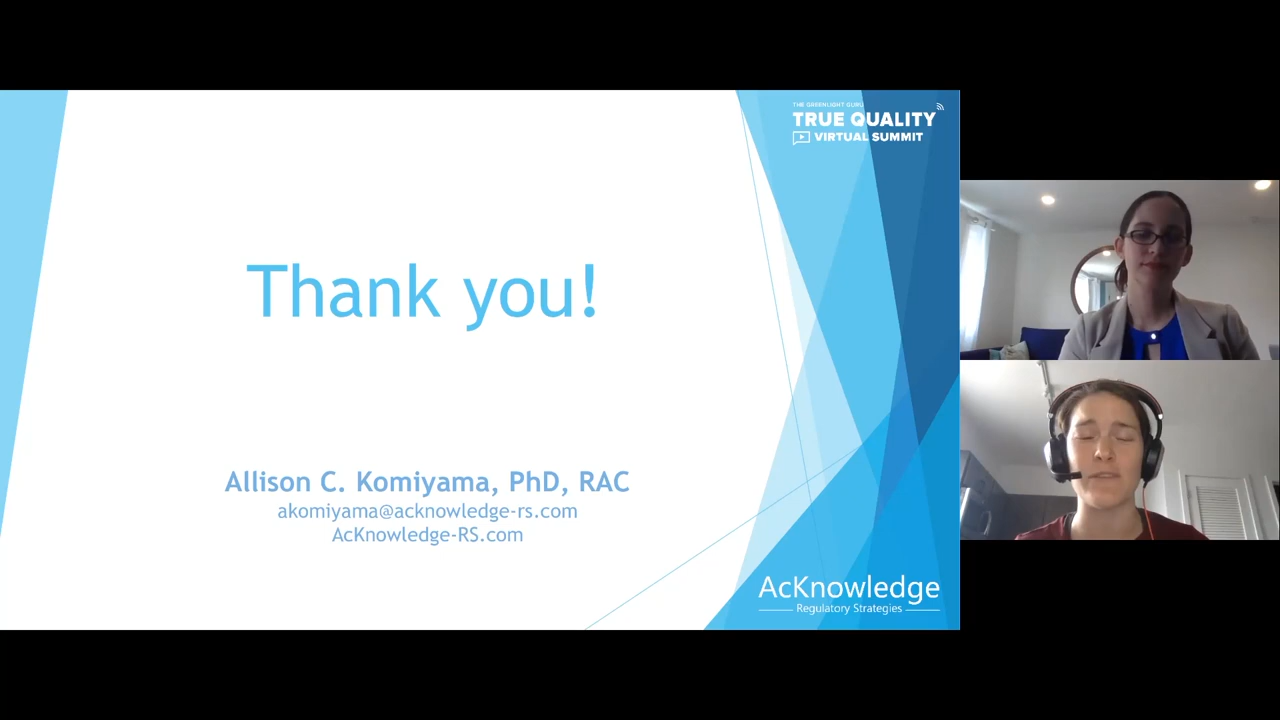 THE GREENLIGHT GURU
TRUE QUALITY
VIRTUAL SUMMIT
Thank you!
Allison C. Komiyama, PhD, RAC
akomiyama@acknowledge-rs.com
AcKnowledge-RS.com
AcKnowledge
Regulatory Strategies